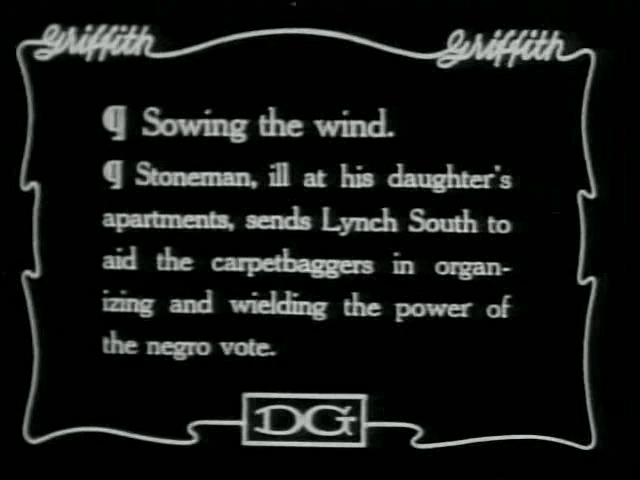 Griffith Griffith
¶ Sowing the wind.
¶ Stoneman, ill at his daughter's
apartments, sends Lynch South to
aid the carpetbaggers in organ-
izing and wielding the power of
the negro vote.
DG